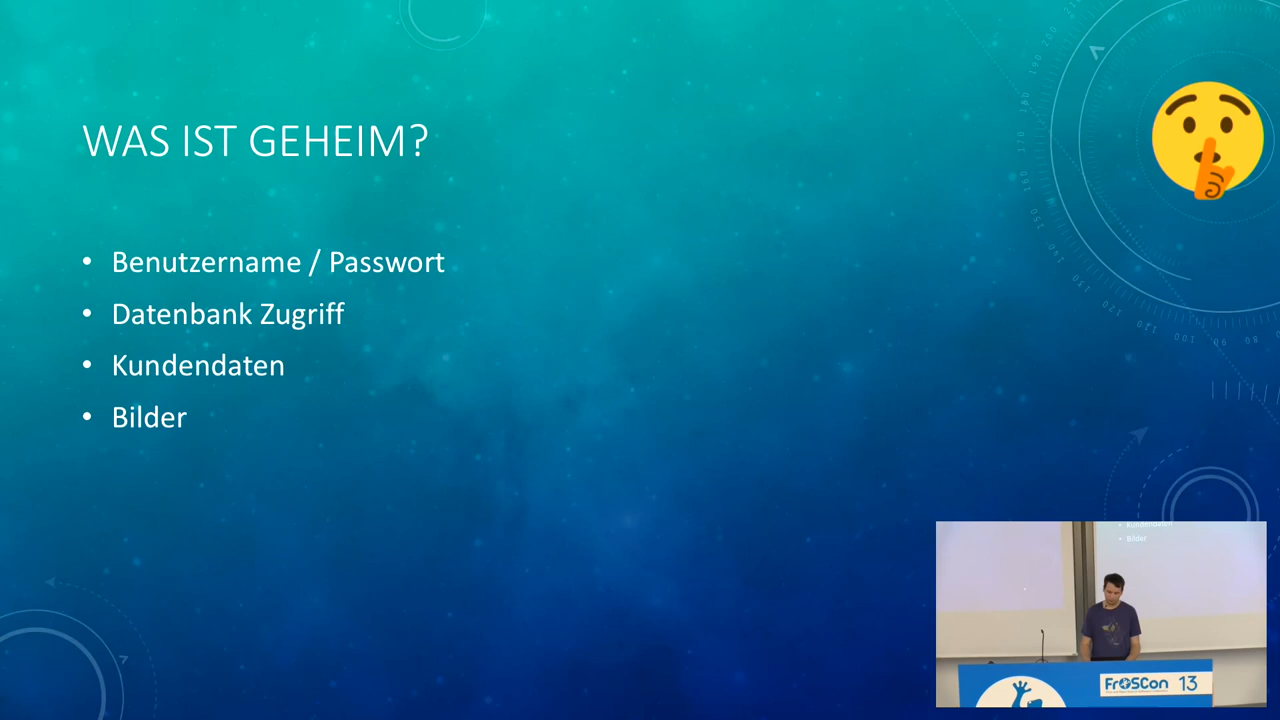 WAS IST GEHEIM?
• Benutzername / Passwort
• Datenbank Zugriff
• Kundendaten
• Bilder
• Kundendaten
• Bilder
FrOSCon 13